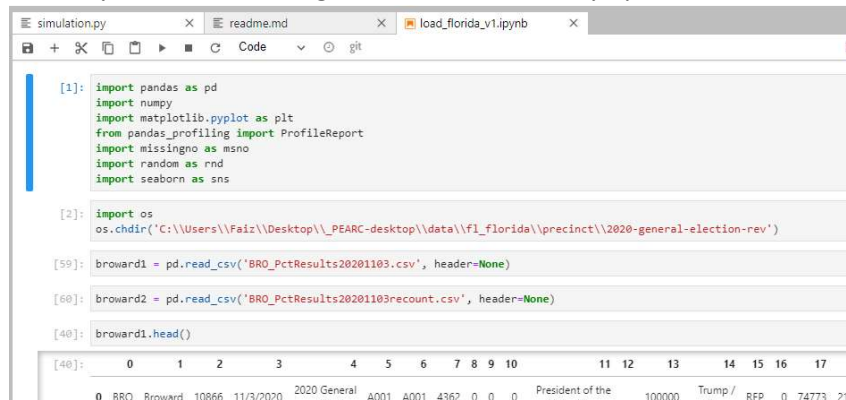 simulation.py readme.md load_florida_v1.ipynb
Code git
[1]: import pandas as pd
import numpy
import matplotlib.pyplot as plt
from pandas_profiling import ProfileReport
import missingno as msno
import random as rnd
import seaborn as sns
[2]: import os
os.chdir('C:\\Users\\Faiz\\Desktop\\_PEARC-desktop\\data\\fl_florida\\precinct\\2020-general-election-rev')
[59]: broward1 = pd.read_csv('BRO_PctResults20201103.csv', header=None)
[60]: broward2 = pd.read_csv('BRO_PctResults20201103recount.csv', header=None)
[40]: broward1.head()
[40]: 0 1 2 3 4 5 6 7 8 9 10 11 12 13 14 15 16 17
0 BRO Broward 10866 11/3/2020 2020 General A001 A001 4362 0 0 0 President of the 100000 Trump / REP 0 74773